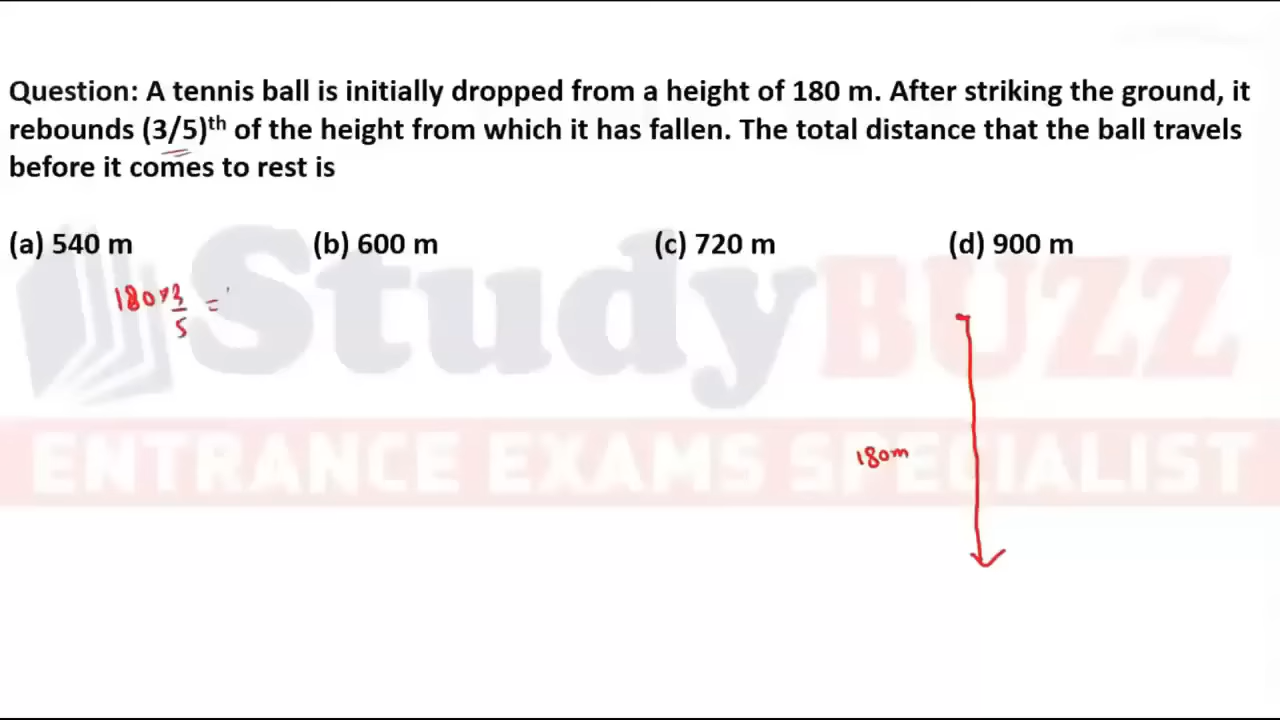 Question: A tennis ball is initially dropped from a height of 180 m. After striking the ground, it
rebounds (3/5)th of the height from which it has fallen. The total distance that the ball travels
before it comes to rest is
(a) 540 m (b) 600 m (c) 720 m (d) 900 m
180×3/5 =
StudyBUZZ
180m
ENTRANCE EXAMS SPECIALIST